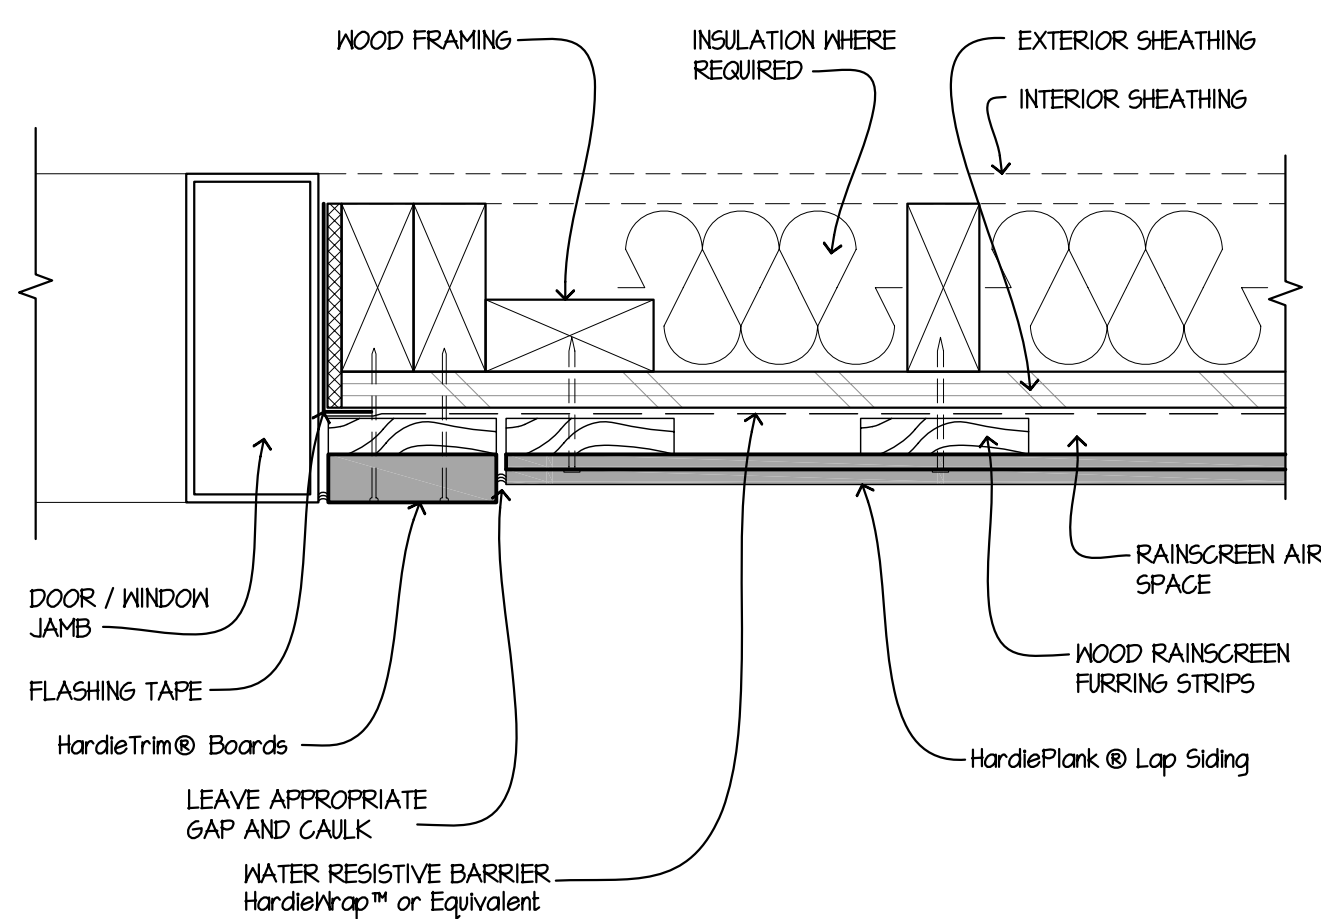 WOOD FRAMING
INSULATION WHERE
REQUIRED
EXTERIOR SHEATHING
INTERIOR SHEATHING
RAINSCREEN AIR
SPACE
DOOR / WINDOW
JAMB
WOOD RAINSCREEN
FURRING STRIPS
FLASHING TAPE
HardieTrim® Boards
HardiePlank ® Lap Siding
LEAVE APPROPRIATE
GAP AND CAULK
WATER RESISTIVE BARRIER
HardieWrap™ or Equivalent